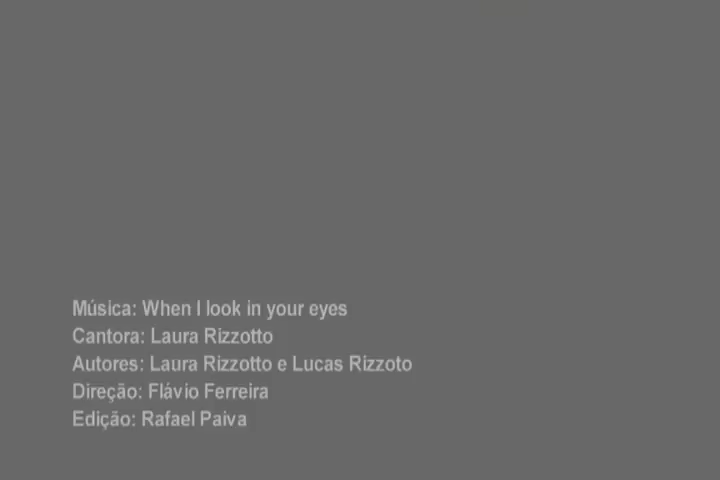 Música: When I look in your eyes
Cantora: Laura Rizzotto
Autores: Laura Rizzotto e Lucas Rizzoto
Direção: Flávio Ferreira
Edição: Rafael Paiva